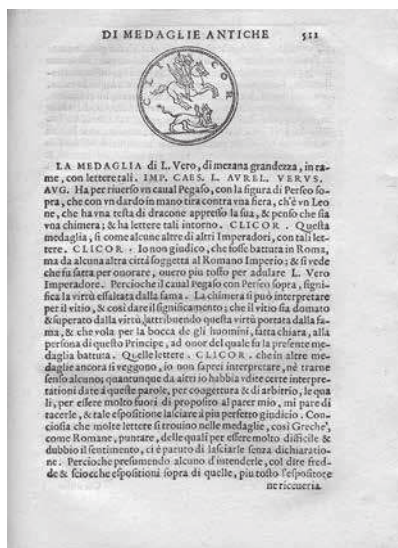 DI MEDAGLIE ANTICHE 511
CLI COR
LA MEDAGLIA di L. Vero, di mezana grandezza, in ra-
me, con lettere tali. IMP. CAES. L. AVREL. VERVS.
AVG. Ha per riuerso vn caual Pegaso, con la figura di Perseo so-
pra, che con vn dardo in mano tira contra vna fiera, ch'è vn Leo
ne, che ha vna testa di dracone appresso la sua, & penso che sia
vna chimera; & ha lettere tali intorno. CLICOR. Questa
medaglia, si come alcune altre di altri Imperadori, con tali let-
tere. CLICOR. Io non giudico, che fosse battura in Roma,
ma da alcuna altra città soggetta al Romano Imperio; & si vede
che fu fatta per onorare, ouero piu tosto per adulare L. Vero
Imperadore. Percioche il caual Pegaso con Perseo sopra, signi-
fica la virtù essaltata dalla fama. La chimera si può interpretare
per il vitio, & cosi dare il significamento; che il vitio sia domato
& superato dalla virtù, attribuendo questa virtù portata dalla fa-
ma, & che vola per la bocca de gli huomini, fatta chiara, alla
persona di questo Principe, ad onor del quale fu la presente me-
daglia battuta. Quelle lettere. CLICOR. che in altre me-
daglie ancora si veggono, io non saprei interpretare, nè trarne
senso alcuno; quantunque da altri io habbia vdite certe interpre-
tationi date à queste parole, per coagettura & di arbitrio, le qua
li, per essere molto fuori di proposito al parer mio, mi pare di
tacerle, & tale espositione lasciare à piu perfetto giudicio. Con-
ciosia che molte lettere si trouino nelle medaglie, cosi Greche,
come Romane, puntate, delle quali per essere molto difficile &
dubbio il sentimento, ci è paruto di lasciarle senza dichiaratio-
ne. Percioche presumendo alcuno d'intenderle, col dire fred-
de & sciocche espositioni sopra di quelle, piu tosto l'espositore
ne riceueria